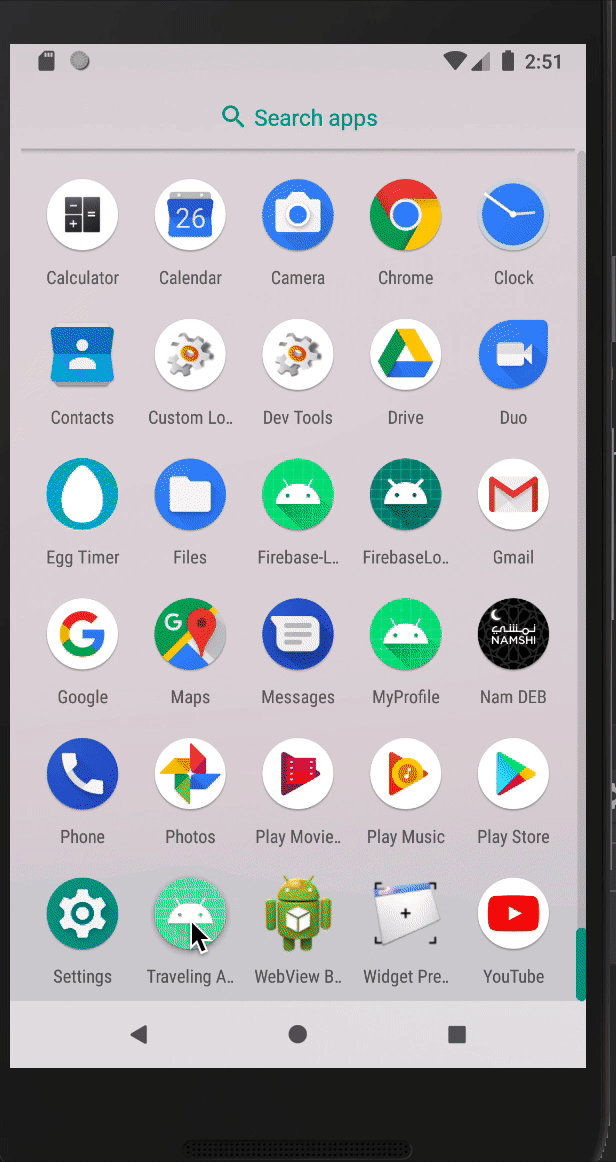 2:51
Search apps
26
Calculator Calendar Camera Chrome Clock
Contacts Custom Lo.. Dev Tools Drive Duo
Egg Timer Files Firebase-L.. FirebaseLo.. Gmail
G
نمشي
NAMSHI
Google Maps Messages MyProfile Nam DEB
Phone Photos Play Movie.. Play Music Play Store
Settings Traveling A.. WebView B.. Widget Pre.. YouTube